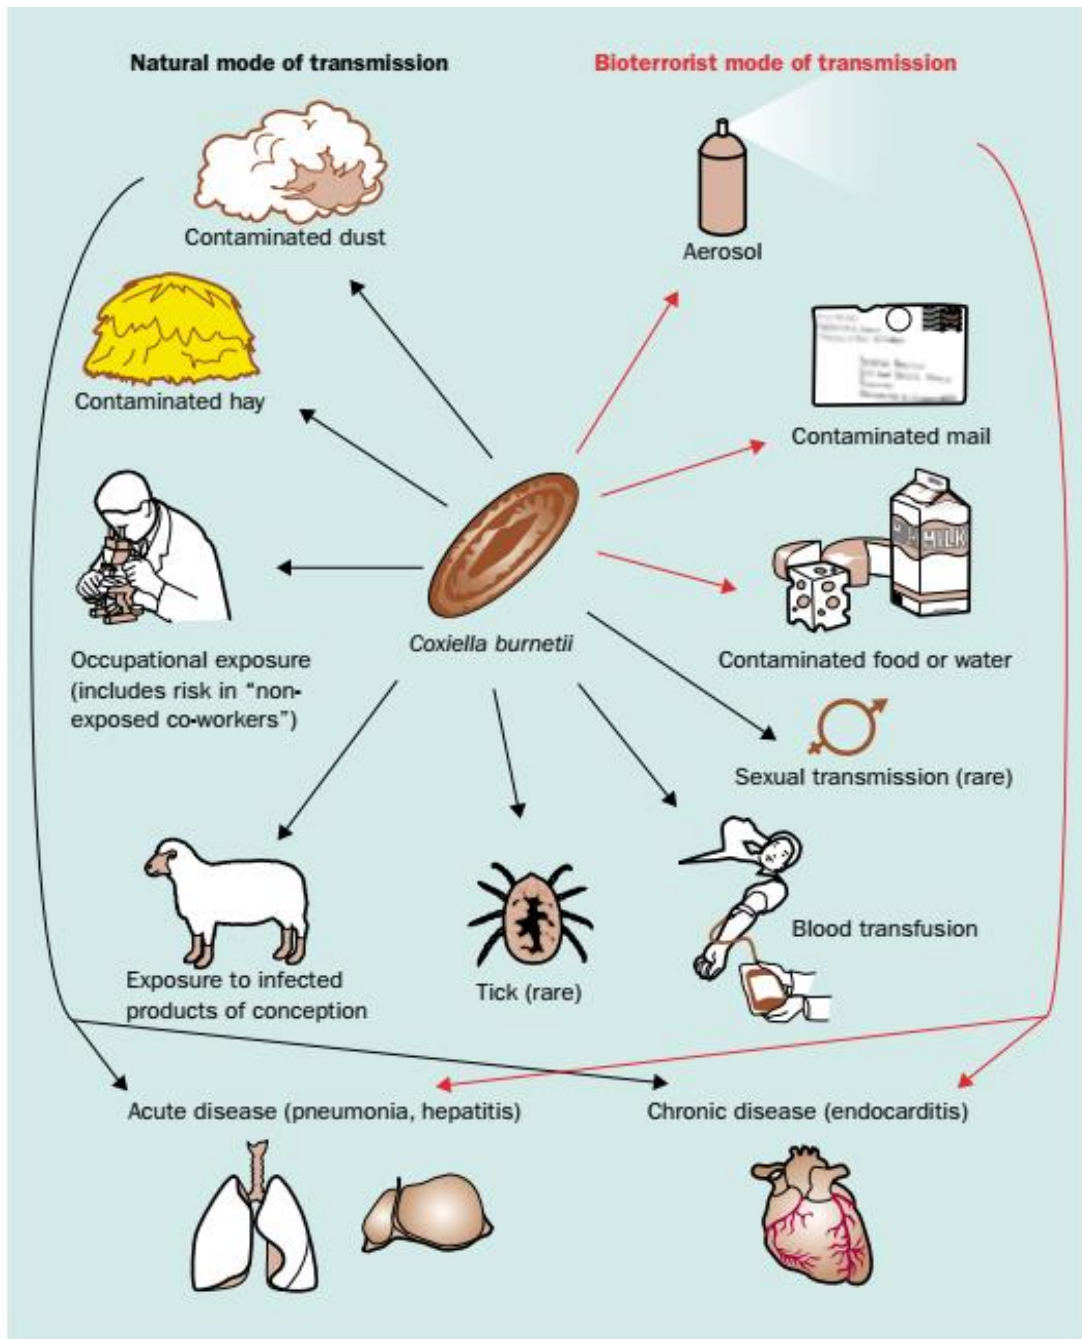 Natural mode of transmission
Bioterrorist mode of transmission
Contaminated dust
Aerosol
Contaminated hay
Contaminated mail
MILK
Occupational exposure
(includes risk in “non-
exposed co-workers”)
Coxiella burnetii
Contaminated food or water
Sexual transmission (rare)
Exposure to infected
products of conception
Tick (rare)
Blood transfusion
Acute disease (pneumonia, hepatitis)
Chronic disease (endocarditis)